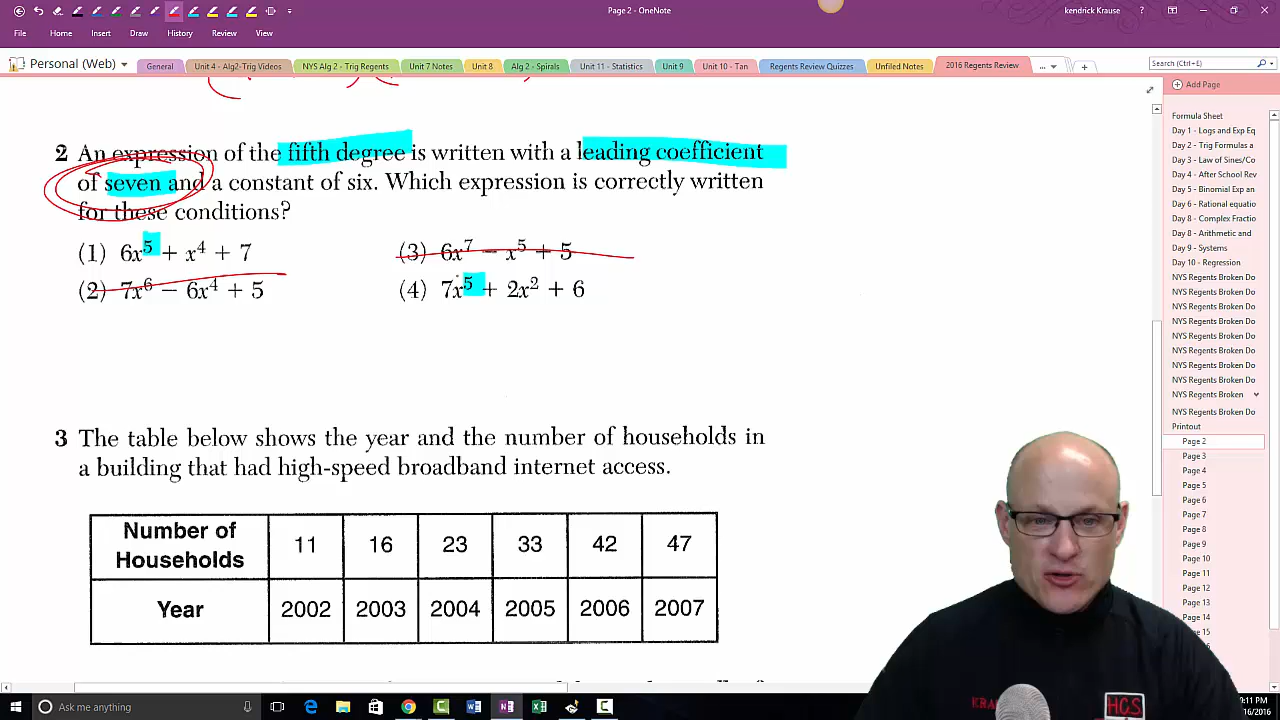 Page 2 - OneNote
kendrick Krause
File Home Insert Draw History Review View
Personal (Web)
General
Unit 4 - Alg2-Trig Videos
NYS Alg 2 - Trig Regents
Unit 7 Notes
Unit 8
Alg 2 - Spirals
Unit 11 - Statistics
Unit 9
Unit 10 - Tan
Regents Review Quizzes
Unfiled Notes
2016 Regents Review
...
Search (Ctrl+E)
2 An expression of the fifth degree is written with a leading coefficient
of seven and a constant of six. Which expression is correctly written
for these conditions?
(1) 6x⁵ + x⁴ + 7
(3) 6x⁷ − x⁵ + 5
(2) 7x⁶ − 6x⁴ + 5
(4) 7x⁵ + 2x² + 6
3 The table below shows the year and the number of households in
a building that had high-speed broadband internet access.
Number of
Households
11 16 23 33 42 47
Year 2002 2003 2004 2005 2006 2007
Add Page
Formula Sheet
Day 1 - Logs and Exp Eq
Day 2 - Trig Formulas a
Day 3 - Law of Sines/Co
Day 4 - After School Rev
Day 5 - Binomial Exp an
Day 6 - Rational equatio
Day 8 - Complex Fractio
Day 8 - Arithmetic and
Day 9 - Systems
Day 10 - Regression
NYS Regents Broken Do
NYS Regents Broken Do
NYS Regents Broken Do
NYS Regents Broken Do
NYS Regents Broken Do
NYS Regents Broken Do
NYS Regents Broken Do
NYS Regents Broken Do
NYS Regents Broken
NYS Regents Broken Do
Printout
Page 2
Page 3
Page 4
Page 5
Page 6
Page 7
Page 8
Page 9
Page 10
Page 11
Page 12
Page 13
Page 14
HCS
Ask me anything